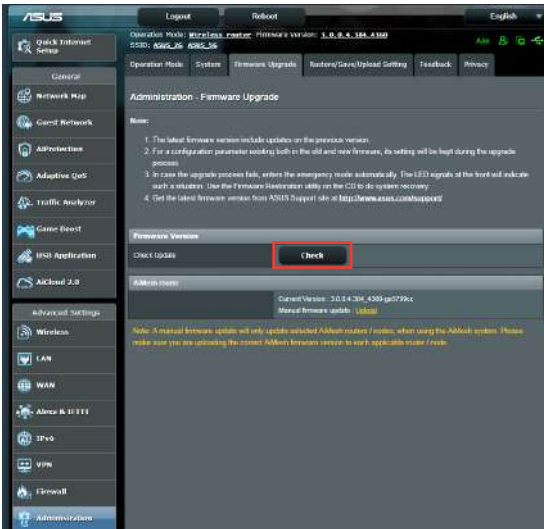 ASUS
Logout
Reboot
English
Operation Mode: Wireless router Firmware Version: 3.0.0.4.384_4360
SSID: ASUS_26 ASUS_56
App
Quick Internet
Setup
General
Network Map
Guest Network
AiProtection
Adaptive QoS
Traffic Analyzer
Game Boost
USB Application
AiCloud 2.0
Advanced Settings
Wireless
LAN
WAN
Alexa & IFTTT
IPv6
VPN
Firewall
Administration
Operation Mode System Firmware Upgrade Restore/Save/Upload Setting Feedback Privacy
Administration - Firmware Upgrade
Note:
1. The latest firmware version include updates on the previous version.
2. For a configuration parameter existing both in the old and new firmware, its setting will be kept during the upgrade
process.
3. In case the upgrade process fails, enters the emergency mode automatically. The LED signals at the front will indicate
such a situation. Use the Firmware Restoration utility on the CD to do system recovery.
4. Get the latest firmware version from ASUS Support site at http://www.asus.com/support/
Firmware Version
Check Update
Check
AiMesh router
Current Version : 3.0.0.4.384_4360
Manual firmware update : Upload
Note: A manual firmware update will only update selected AiMesh routers / nodes, when using the AiMesh system. Please
make sure you are uploading the correct AiMesh firmware version to each applicable router / node.